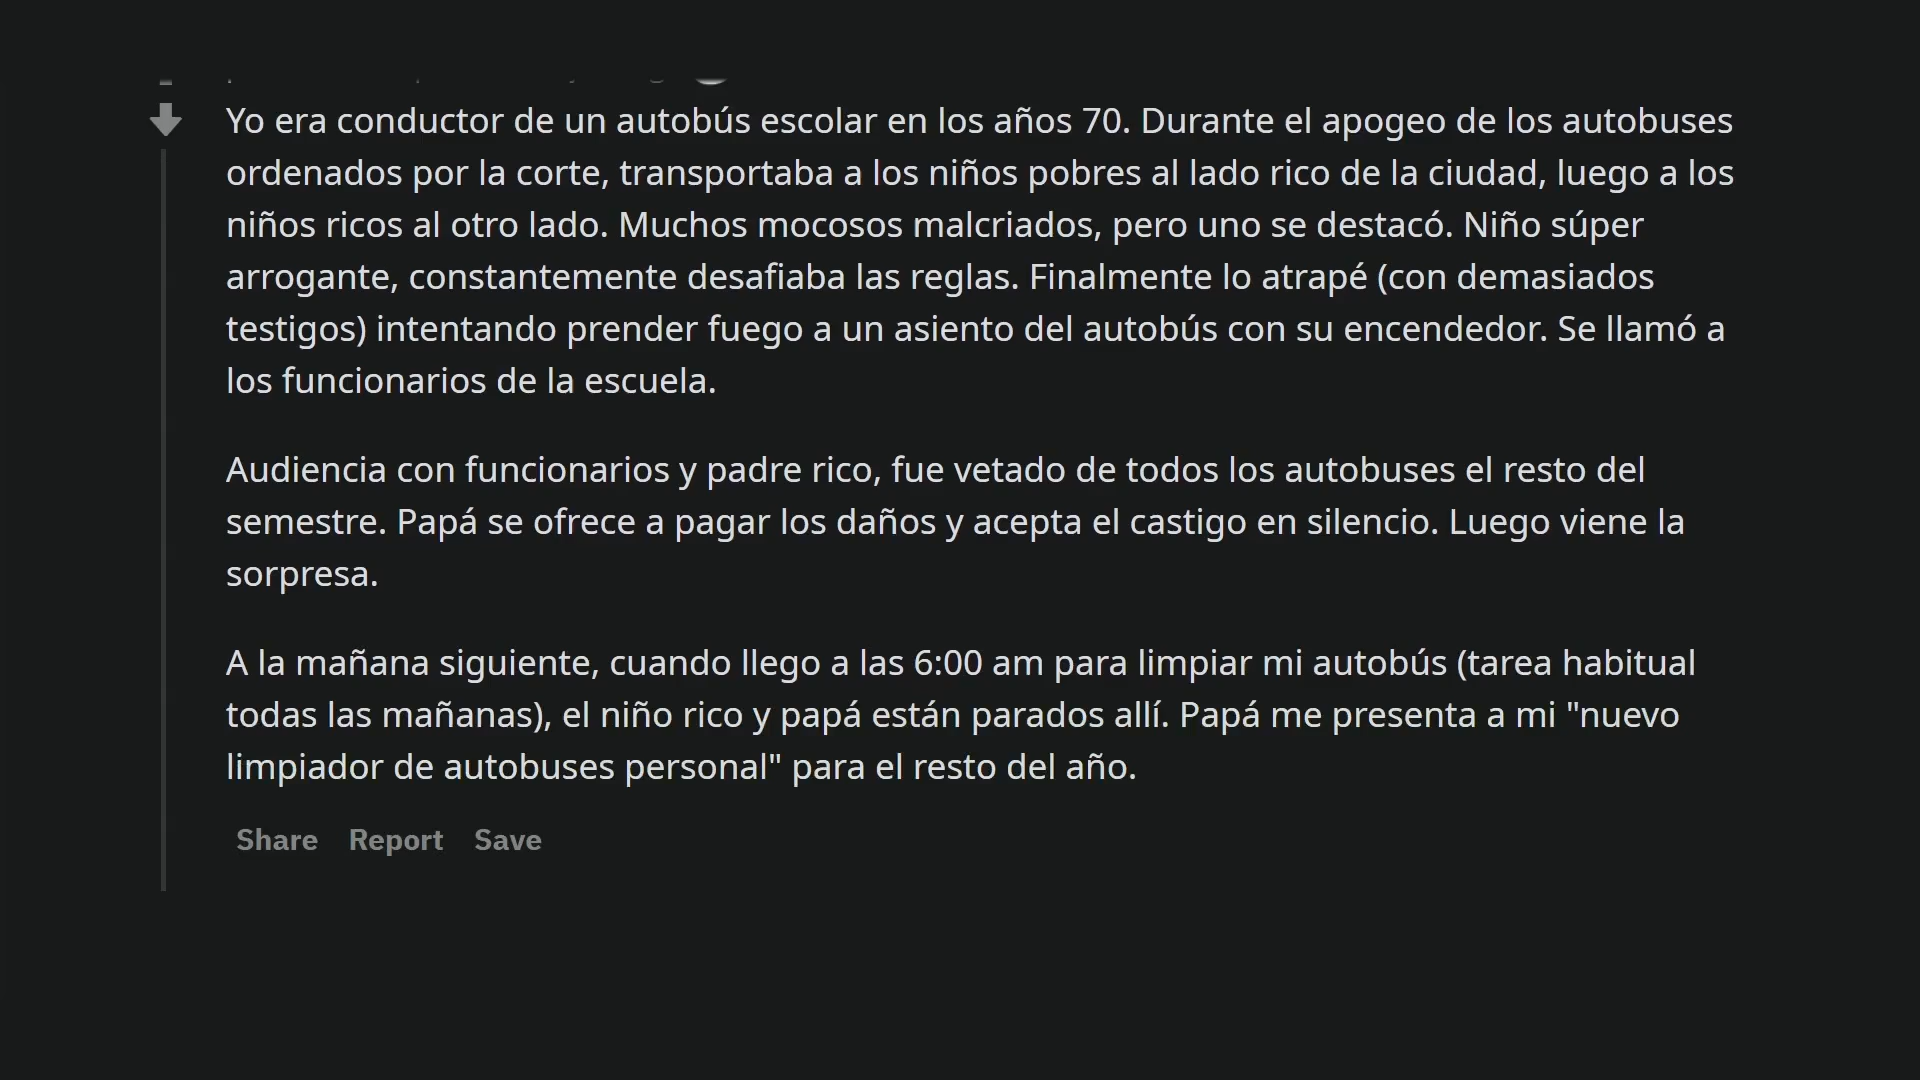 Yo era conductor de un autobús escolar en los años 70. Durante el apogeo de los autobuses
ordenados por la corte, transportaba a los niños pobres al lado rico de la ciudad, luego a los
niños ricos al otro lado. Muchos mocosos malcriados, pero uno se destacó. Niño súper
arrogante, constantemente desafiaba las reglas. Finalmente lo atrapé (con demasiados
testigos) intentando prender fuego a un asiento del autobús con su encendedor. Se llamó a
los funcionarios de la escuela.
Audiencia con funcionarios y padre rico, fue vetado de todos los autobuses el resto del
semestre. Papá se ofrece a pagar los daños y acepta el castigo en silencio. Luego viene la
sorpresa.
A la mañana siguiente, cuando llego a las 6:00 am para limpiar mi autobús (tarea habitual
todas las mañanas), el niño rico y papá están parados allí. Papá me presenta a mi "nuevo
limpiador de autobuses personal" para el resto del año.
Share Report Save